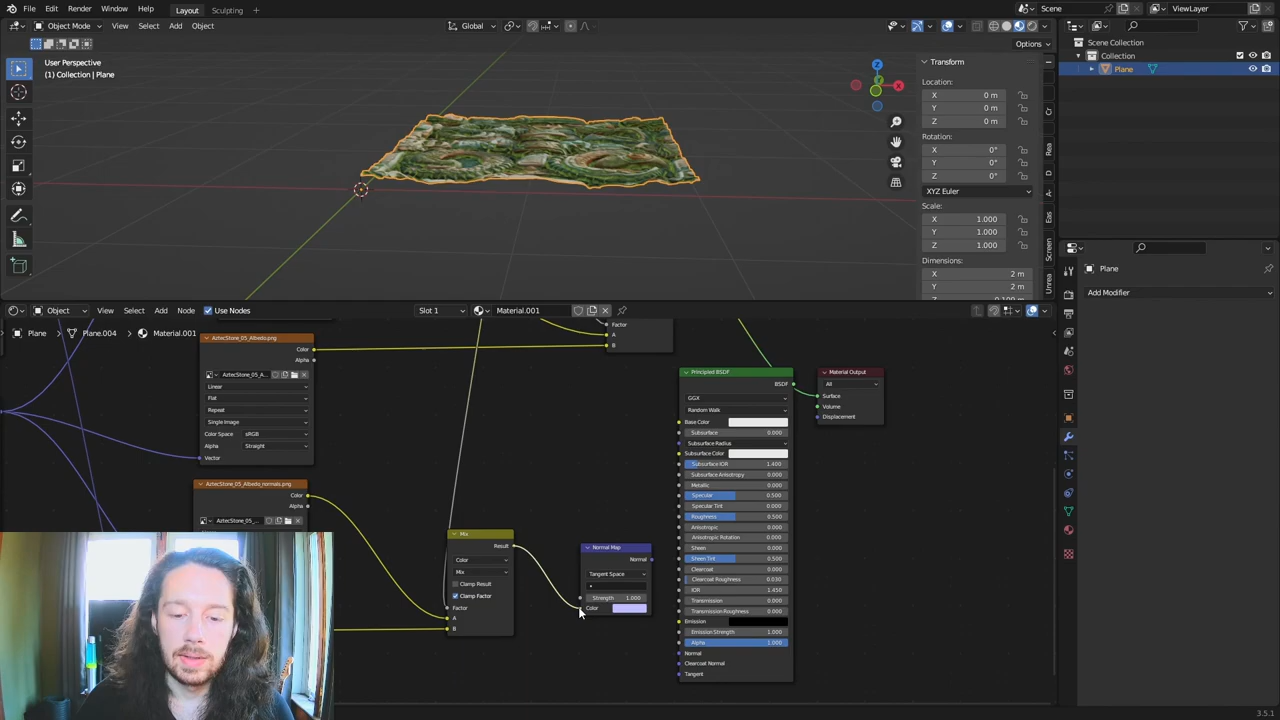 File Edit Render Window Help Layout Sculpting + Scene ViewLayer
Object Mode View Select Add Object Global
Options
User Perspective
(1) Collection | Plane
Z
X
Transform
Location:
X 0 m
Y 0 m
Z 0 m
Rotation:
X 0°
Y 0°
Z 0°
XYZ Euler
Scale:
X 1.000
Y 1.000
Z 1.000
Dimensions:
X 2 m
Y 2 m
Z 0.109 m
Scene Collection
Collection
Plane
Plane
Add Modifier
Object View Select Add Node Use Nodes Slot 1 Material.001
Plane > Plane.004 > Material.001
AztecStone_05_Albedo.png
Color
Alpha
AztecStone_05_A...
Linear
Flat
Repeat
Single Image
Color Space sRGB
Alpha Straight
Vector
AztecStone_05_Albedo_normals.png
Color
Alpha
AztecStone_05_...
Factor
A
B
Mix
Result
Color
Mix
Clamp Result
Clamp Factor
Factor
A
B
Normal Map
Normal
Tangent Space
Strength 1.000
Color
Principled BSDF
BSDF
GGX
Random Walk
Base Color
Subsurface 0.000
Subsurface Radius
Subsurface Color
Subsurface IOR 1.400
Subsurface Anisotropy 0.000
Metallic 0.000
Specular 0.500
Specular Tint 0.000
Roughness 0.500
Anisotropic 0.000
Anisotropic Rotation 0.000
Sheen 0.000
Sheen Tint 0.500
Clearcoat 0.000
Clearcoat Roughness 0.030
IOR 1.450
Transmission 0.000
Transmission Roughness 0.000
Emission
Emission Strength 1.000
Alpha 1.000
Normal
Clearcoat Normal
Tangent
Material Output
All
Surface
Volume
Displacement
3.5.1